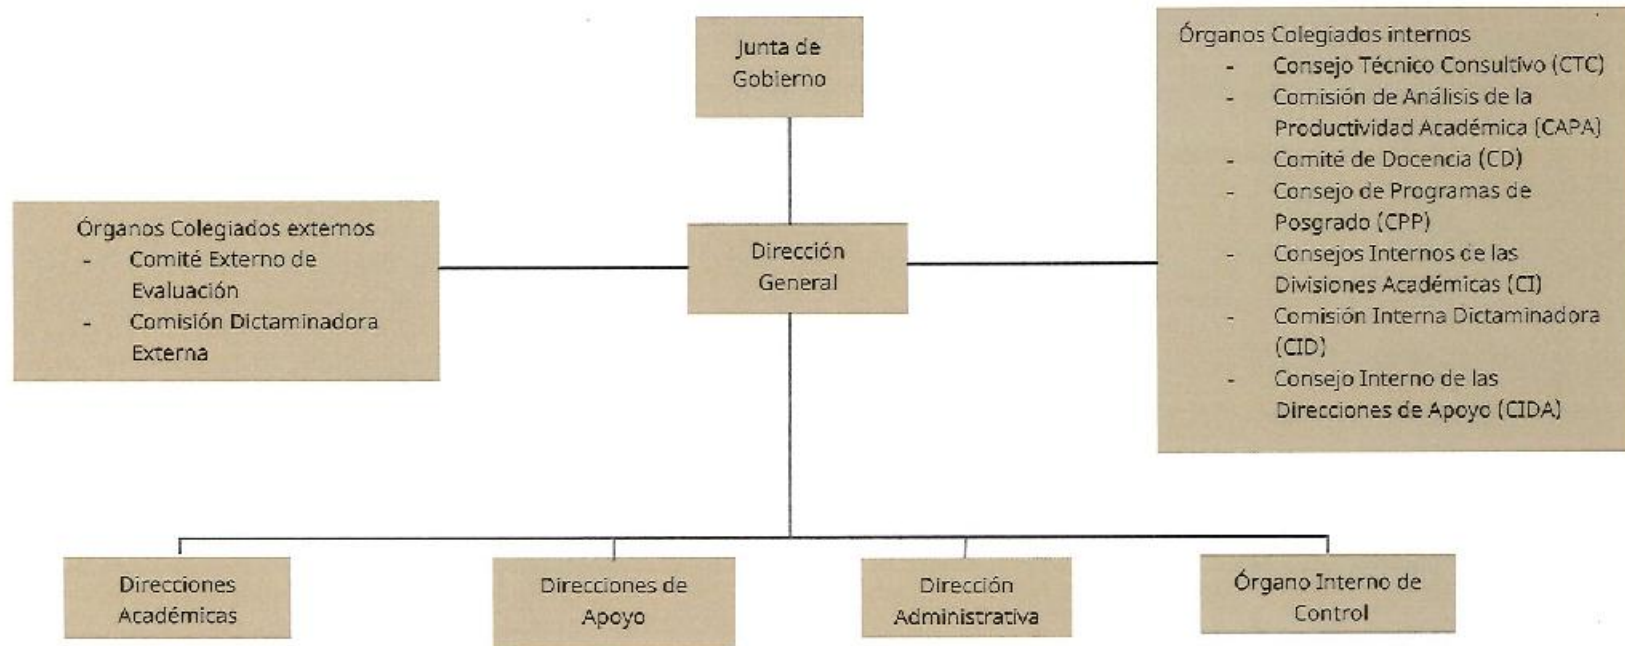 Junta de
Gobierno
Órganos Colegiados internos
- Consejo Técnico Consultivo (CTC)
- Comisión de Análisis de la
Productividad Académica (CAPA)
- Comité de Docencia (CD)
- Consejo de Programas de
Posgrado (CPP)
- Consejos Internos de las
Divisiones Académicas (CI)
- Comisión Interna Dictaminadora
(CID)
- Consejo Interno de las
Direcciones de Apoyo (CIDA)
Órganos Colegiados externos
- Comité Externo de
Evaluación
- Comisión Dictaminadora
Externa
Dirección
General
Direcciones
Académicas
Direcciones de
Apoyo
Dirección
Administrativa
Órgano Interno de
Control